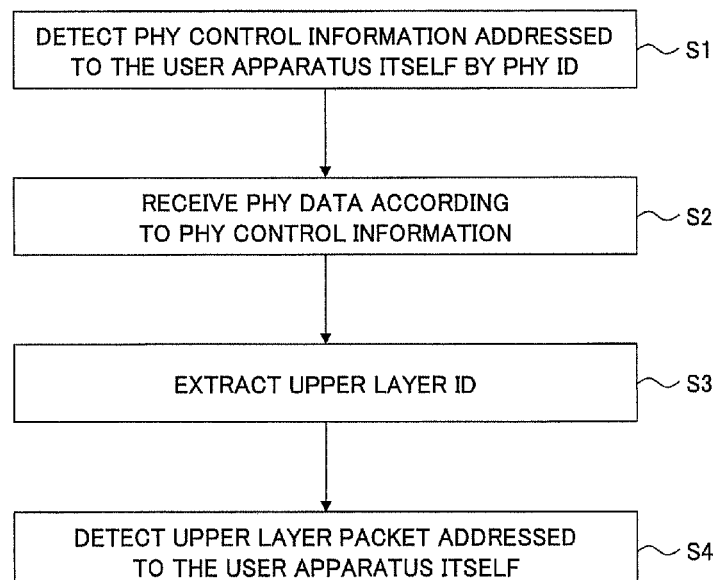 DETECT PHY CONTROL INFORMATION ADDRESSED
TO THE USER APPARATUS ITSELF BY PHY ID
S1
RECEIVE PHY DATA ACCORDING
TO PHY CONTROL INFORMATION
S2
EXTRACT UPPER LAYER ID
S3
DETECT UPPER LAYER PACKET ADDRESSED
TO THE USER APPARATUS ITSELF
S4